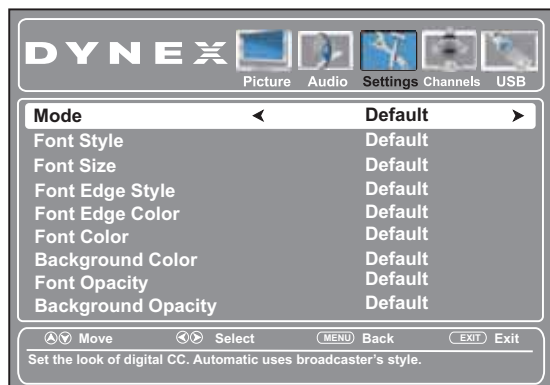 DYNEX
Picture Audio Settings Channels USB
Mode Default
Font Style Default
Font Size Default
Font Edge Style Default
Font Edge Color Default
Font Color Default
Background Color Default
Font Opacity Default
Background Opacity Default
Move Select MENU Back EXIT Exit
Set the look of digital CC. Automatic uses broadcaster's style.